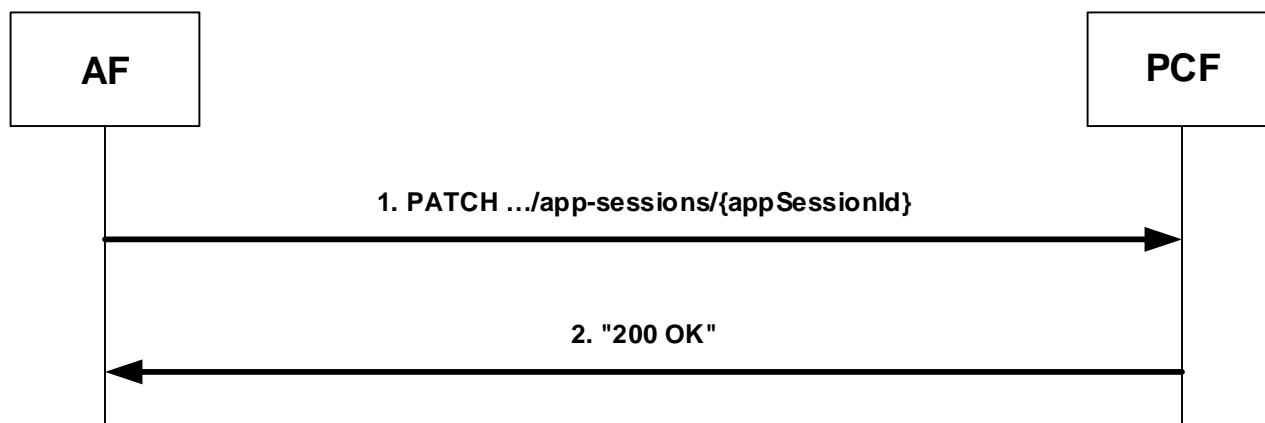 AF
PCF
1. PATCH …/app-sessions/{appSessionId}
2. "200 OK"